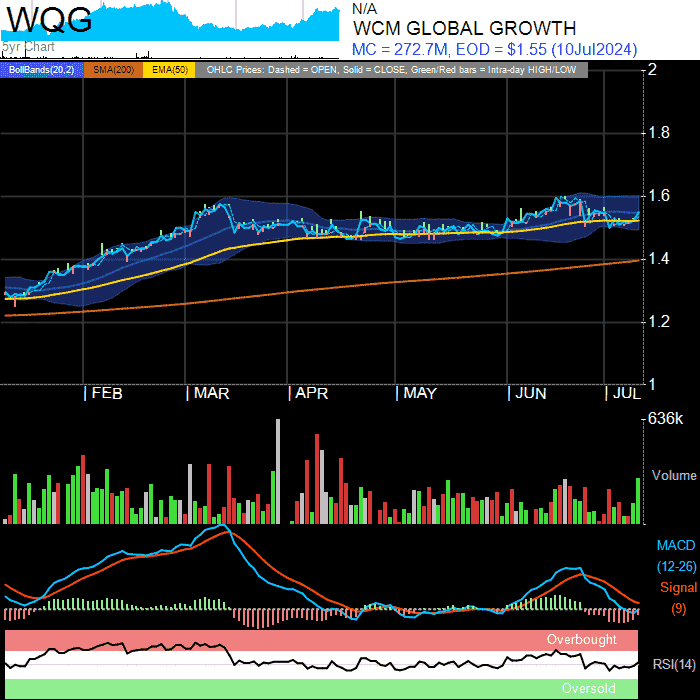 WQG
5yr Chart
N/A
WCM GLOBAL GROWTH
MC = 272.7M, EOD = $1.55 (10Jul2024)
BollBands(20,2) SMA(200) EMA(50) OHLC Prices: Dashed = OPEN, Solid = CLOSE, Green/Red bars = Intra-day HIGH/LOW
2
1.8
1.6
1.4
1.2
1
FEB MAR APR MAY JUN JUL
636k
Volume
MACD
(12-26)
Signal
(9)
Overbought
RSI(14)
Oversold